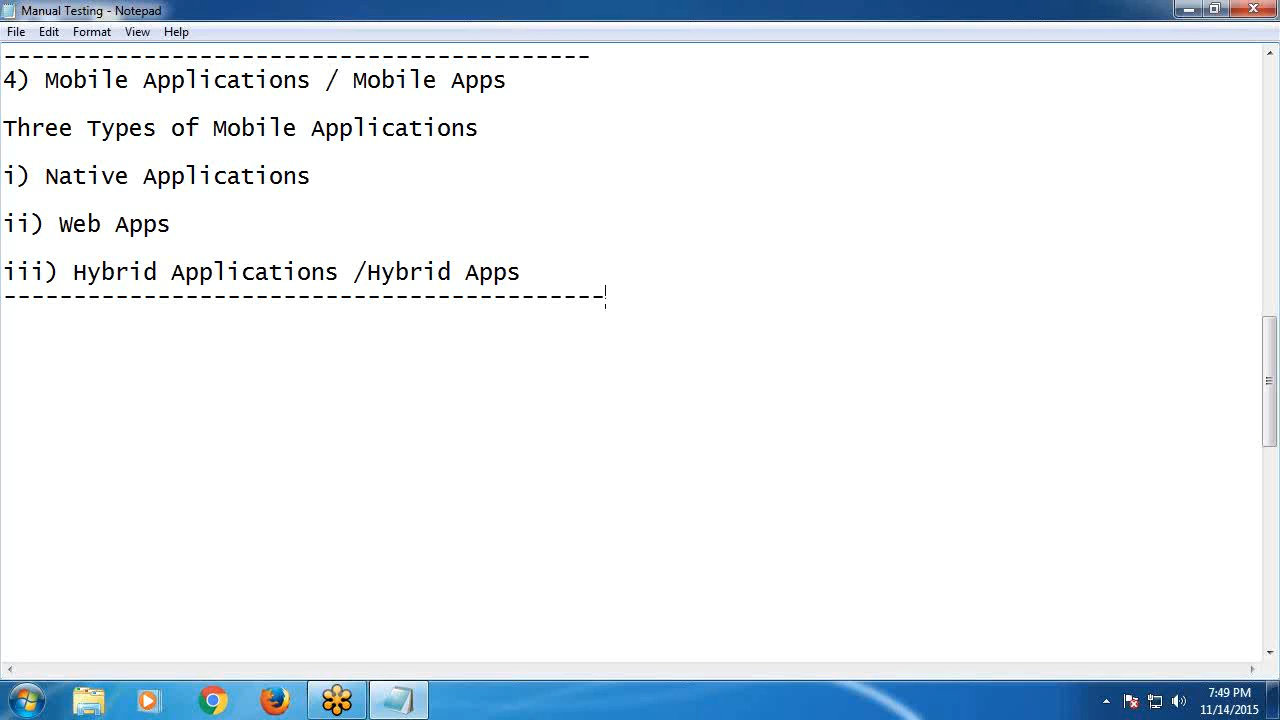 Manual Testing - Notepad
File Edit Format View Help
------------------------------------------
4) Mobile Applications / Mobile Apps
Three Types of Mobile Applications
i) Native Applications
ii) Web Apps
iii) Hybrid Applications /Hybrid Apps
-------------------------------------------
7:49 PM
11/14/2015